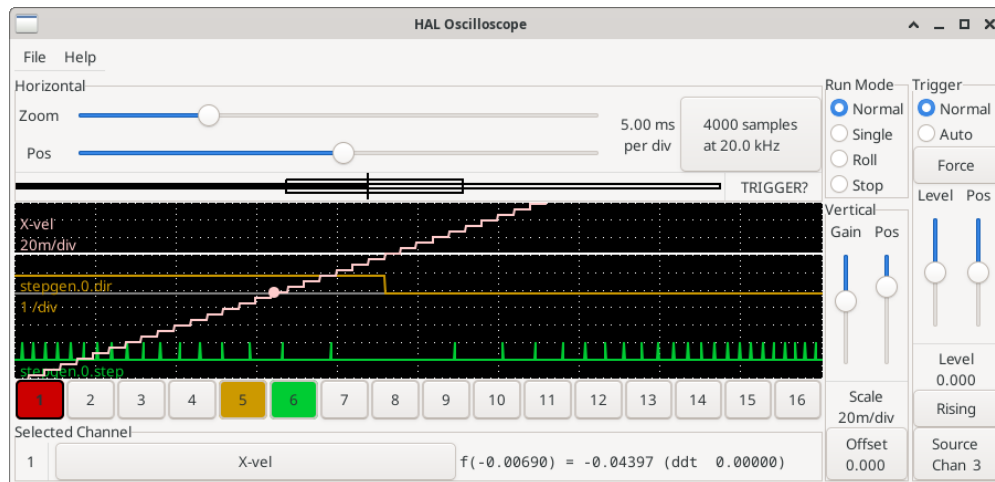 HAL Oscilloscope
File Help
Horizontal
Zoom
Pos
5.00 ms
per div
4000 samples
at 20.0 kHz
TRIGGER?
Run Mode
Normal
Single
Roll
Stop
Trigger
Normal
Auto
Force
Level Pos
Vertical
Gain Pos
X-vel
20m/div
stepgen.0.dir
1 /div
stepgen.0.step
1 2 3 4 5 6 7 8 9 10 11 12 13 14 15 16
Scale
20m/div
Offset
0.000
Level
0.000
Rising
Source
Chan 3
Selected Channel
1 X-vel f(-0.00690) = -0.04397 (ddt 0.00000)